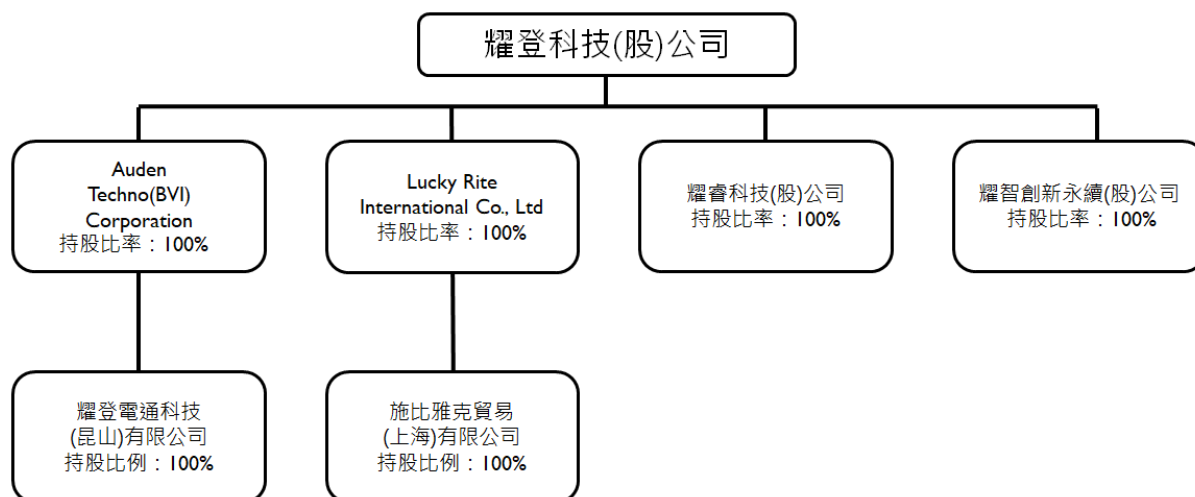 耀登科技(股)公司
Auden
Techno(BVI)
Corporation
持股比率：100%
Lucky Rite
International Co., Ltd
持股比率：100%
耀睿科技(股)公司
持股比率：100%
耀智創新永續(股)公司
持股比率：100%
耀登電通科技
(昆山)有限公司
持股比例：100%
施比雅克貿易
(上海)有限公司
持股比例：100%